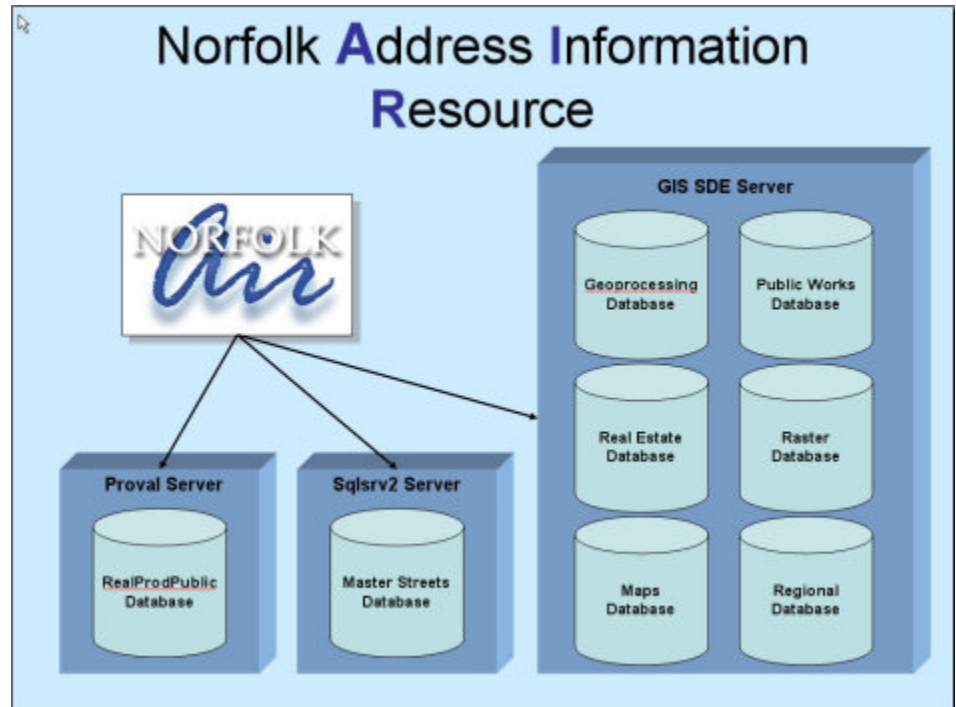 Norfolk Address Information
Resource
NORFOLK
air
GIS SDE Server
Geoprocessing
Database
Public Works
Database
Real Estate
Database
Raster
Database
Maps
Database
Regional
Database
Proval Server
RealProdPublic
Database
Sqlsrv2 Server
Master Streets
Database